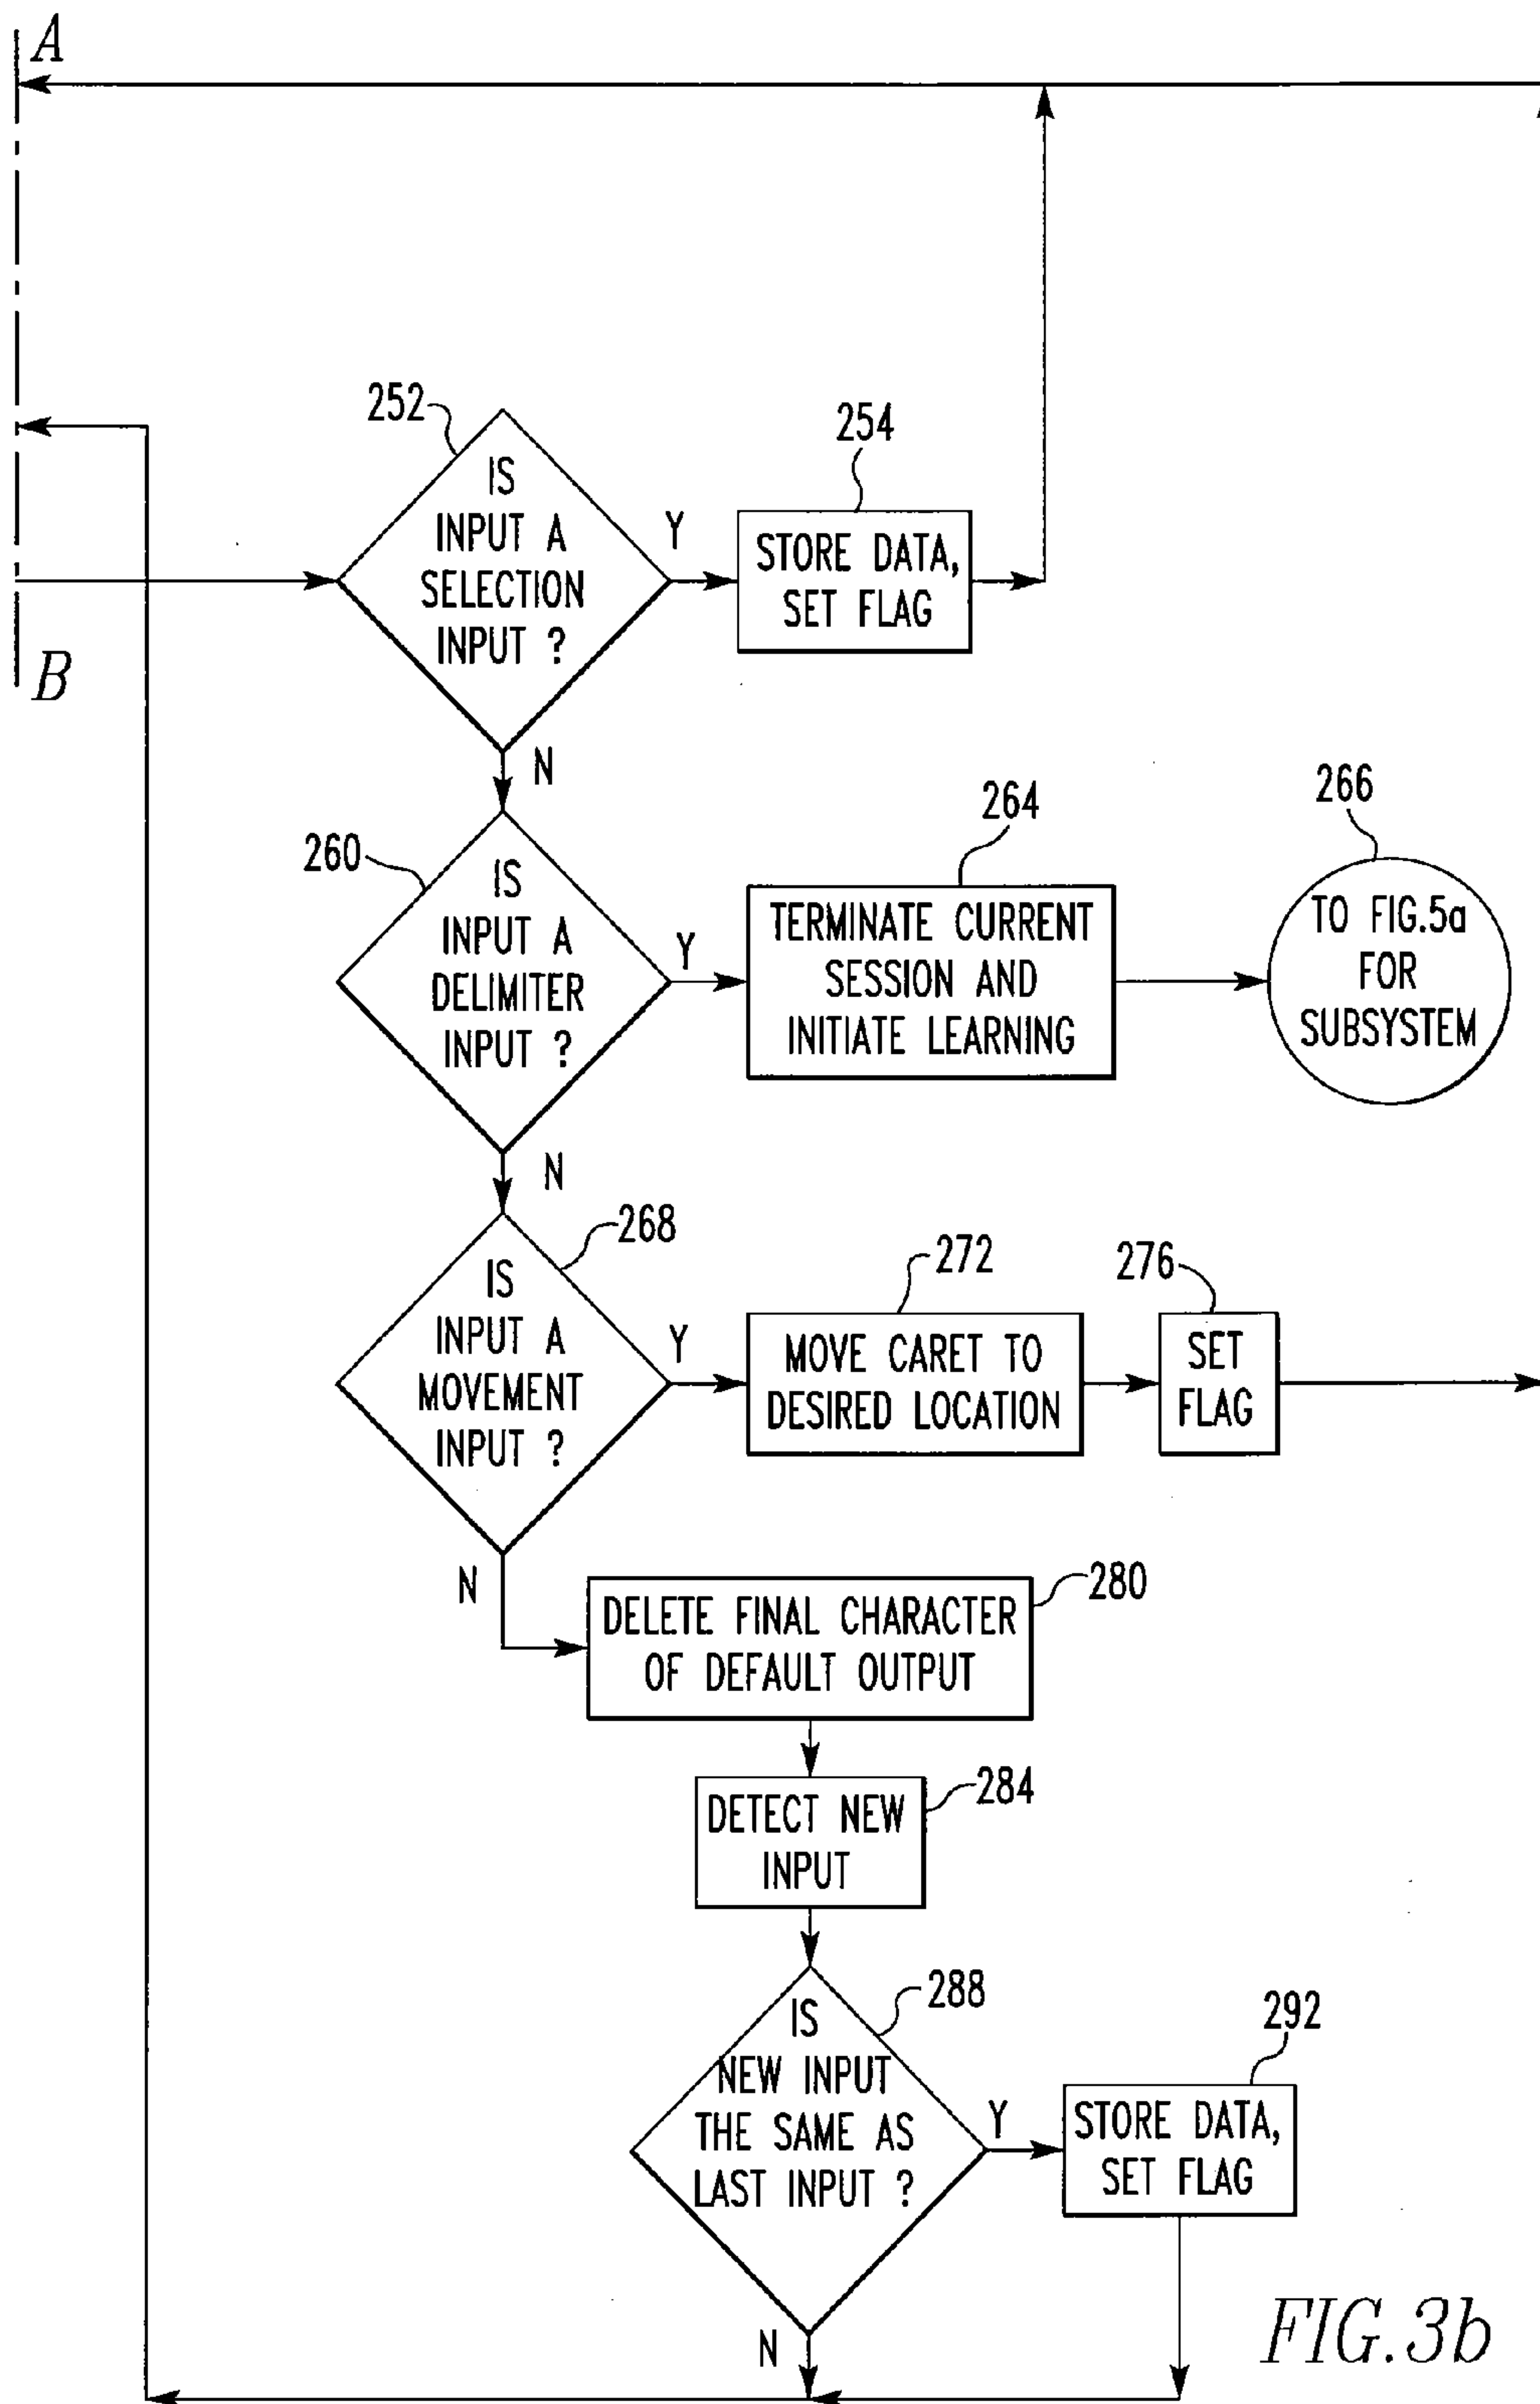 A
252
254
IS
INPUT A
SELECTION
INPUT ?
Y
STORE DATA,
SET FLAG
B
N
260
264
266
IS
INPUT A
DELIMITER
INPUT ?
Y
TERMINATE CURRENT
SESSION AND
INITIATE LEARNING
TO FIG.5a
FOR
SUBSYSTEM
N
268
272
276
IS
INPUT A
MOVEMENT
INPUT ?
Y
MOVE CARET TO
DESIRED LOCATION
SET
FLAG
N
280
DELETE FINAL CHARACTER
OF DEFAULT OUTPUT
284
DETECT NEW
INPUT
288
292
IS
NEW INPUT
THE SAME AS
LAST INPUT ?
Y
STORE DATA,
SET FLAG
N
FIG.3b